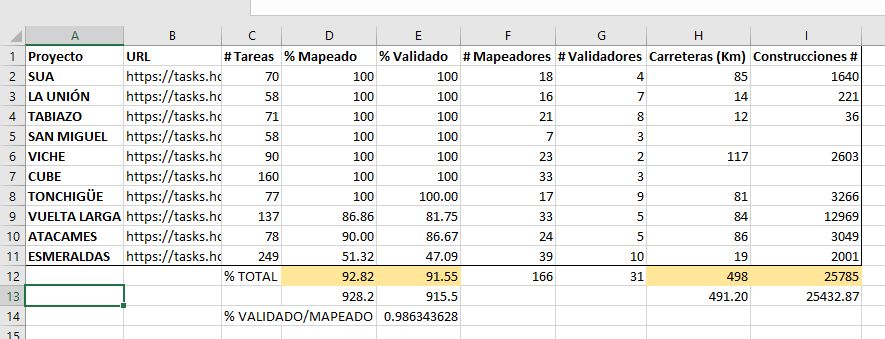 A B C D E F G H I
1 Proyecto URL # Tareas % Mapeado % Validado # Mapeadores # Validadores Carreteras (Km) Construcciones #
2 SUA https://tasks.ho 70 100 100 18 4 85 1640
3 LA UNIÓN https://tasks.ho 58 100 100 16 7 14 221
4 TABIAZO https://tasks.ho 71 100 100 21 8 12 36
5 SAN MIGUEL https://tasks.ho 58 100 100 7 3
6 VICHE https://tasks.ho 90 100 100 23 2 117 2603
7 CUBE https://tasks.ho 160 100 100 33 3
8 TONCHIGÜE https://tasks.ho 77 100 100.00 17 9 81 3266
9 VUELTA LARGA https://tasks.ho 137 86.86 81.75 33 5 84 12969
10 ATACAMES https://tasks.ho 78 90.00 86.67 24 5 86 3049
11 ESMERALDAS https://tasks.ho 249 51.32 47.09 39 10 19 2001
12 % TOTAL 92.82 91.55 166 31 498 25785
13 928.2 915.5 491.20 25432.87
14 % VALIDADO/MAPEADO 0.986343628
15